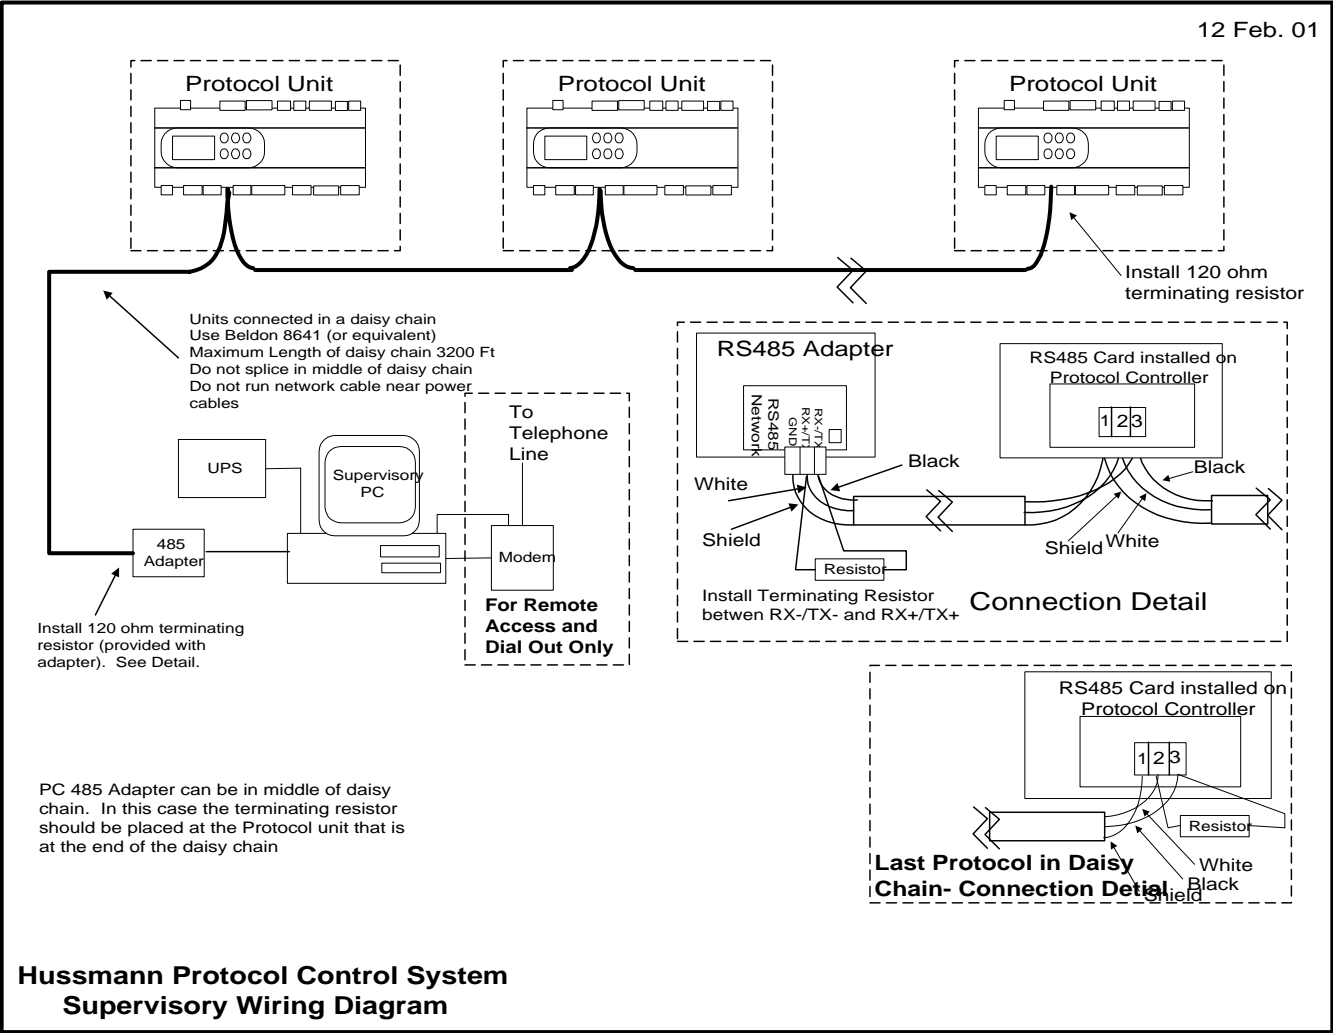 12 Feb. 01
Protocol Unit
Protocol Unit
Protocol Unit
Install 120 ohm
terminating resistor
Units connected in a daisy chain
Use Beldon 8641 (or equivalent)
Maximum Length of daisy chain 3200 Ft
Do not splice in middle of daisy chain
Do not run network cable near power
cables
To
Telephone
Line
UPS
Supervisory
PC
485
Adapter
Modem
For Remote
Access and
Dial Out Only
Install 120 ohm terminating
resistor (provided with
adapter). See Detail.
RS485 Adapter
RS485
Network
GND
RX+/T
RX-/TX
White
Shield
Black
Resistor
Install Terminating Resistor
betwen RX-/TX- and RX+/TX+
RS485 Card installed on
Protocol Controller
1 2 3
Black
Shield
White
Connection Detail
RS485 Card installed on
Protocol Controller
1 2 3
Resistor
White
Black
Shield
Last Protocol in Daisy
Chain- Connection Detial
PC 485 Adapter can be in middle of daisy
chain. In this case the terminating resistor
should be placed at the Protocol unit that is
at the end of the daisy chain
Hussmann Protocol Control System
Supervisory Wiring Diagram